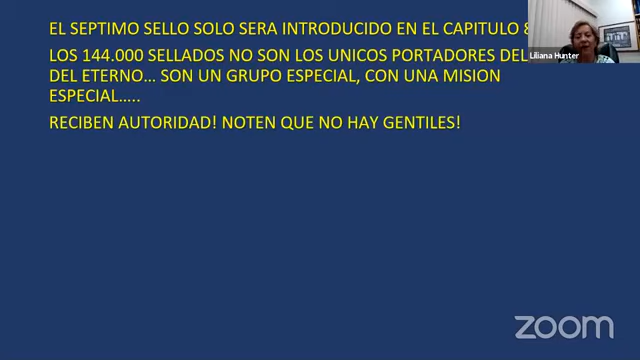 EL SEPTIMO SELLO SOLO SERA INTRODUCIDO EN EL CAPITULO 8
LOS 144.000 SELLADOS NO SON LOS UNICOS PORTADORES DEL
DEL ETERNO… SON UN GRUPO ESPECIAL, CON UNA MISION
ESPECIAL…..
RECIBEN AUTORIDAD! NOTEN QUE NO HAY GENTILES!
Liliana Hunter
zoom